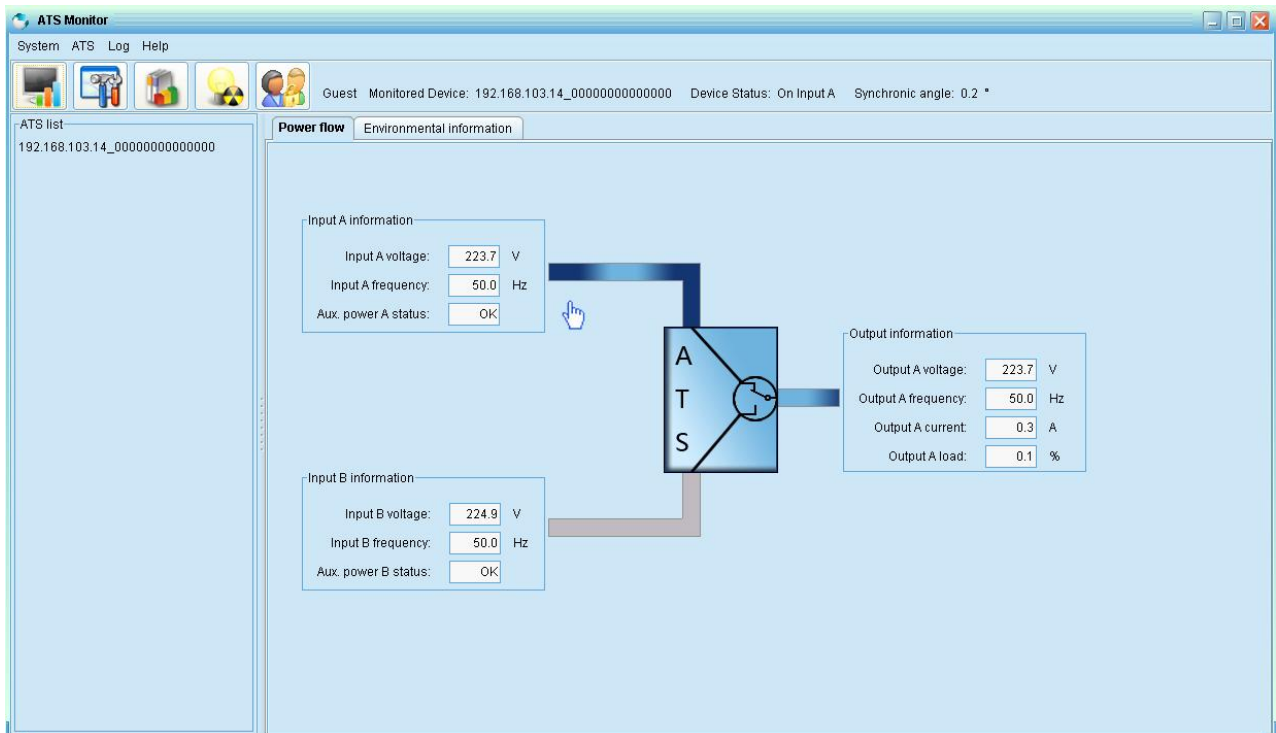 ATS Monitor
System ATS Log Help
Guest Monitored Device: 192.168.103.14_00000000000000 Device Status: On Input A Synchronic angle: 0.2 °
ATS list
192.168.103.14_00000000000000
Power flow Environmental information
Input A information
Input A voltage: 223.7 V
Input A frequency: 50.0 Hz
Aux. power A status: OK
A
T
S
Output information
Output A voltage: 223.7 V
Output A frequency: 50.0 Hz
Output A current: 0.3 A
Output A load: 0.1 %
Input B information
Input B voltage: 224.9 V
Input B frequency: 50.0 Hz
Aux. power B status: OK